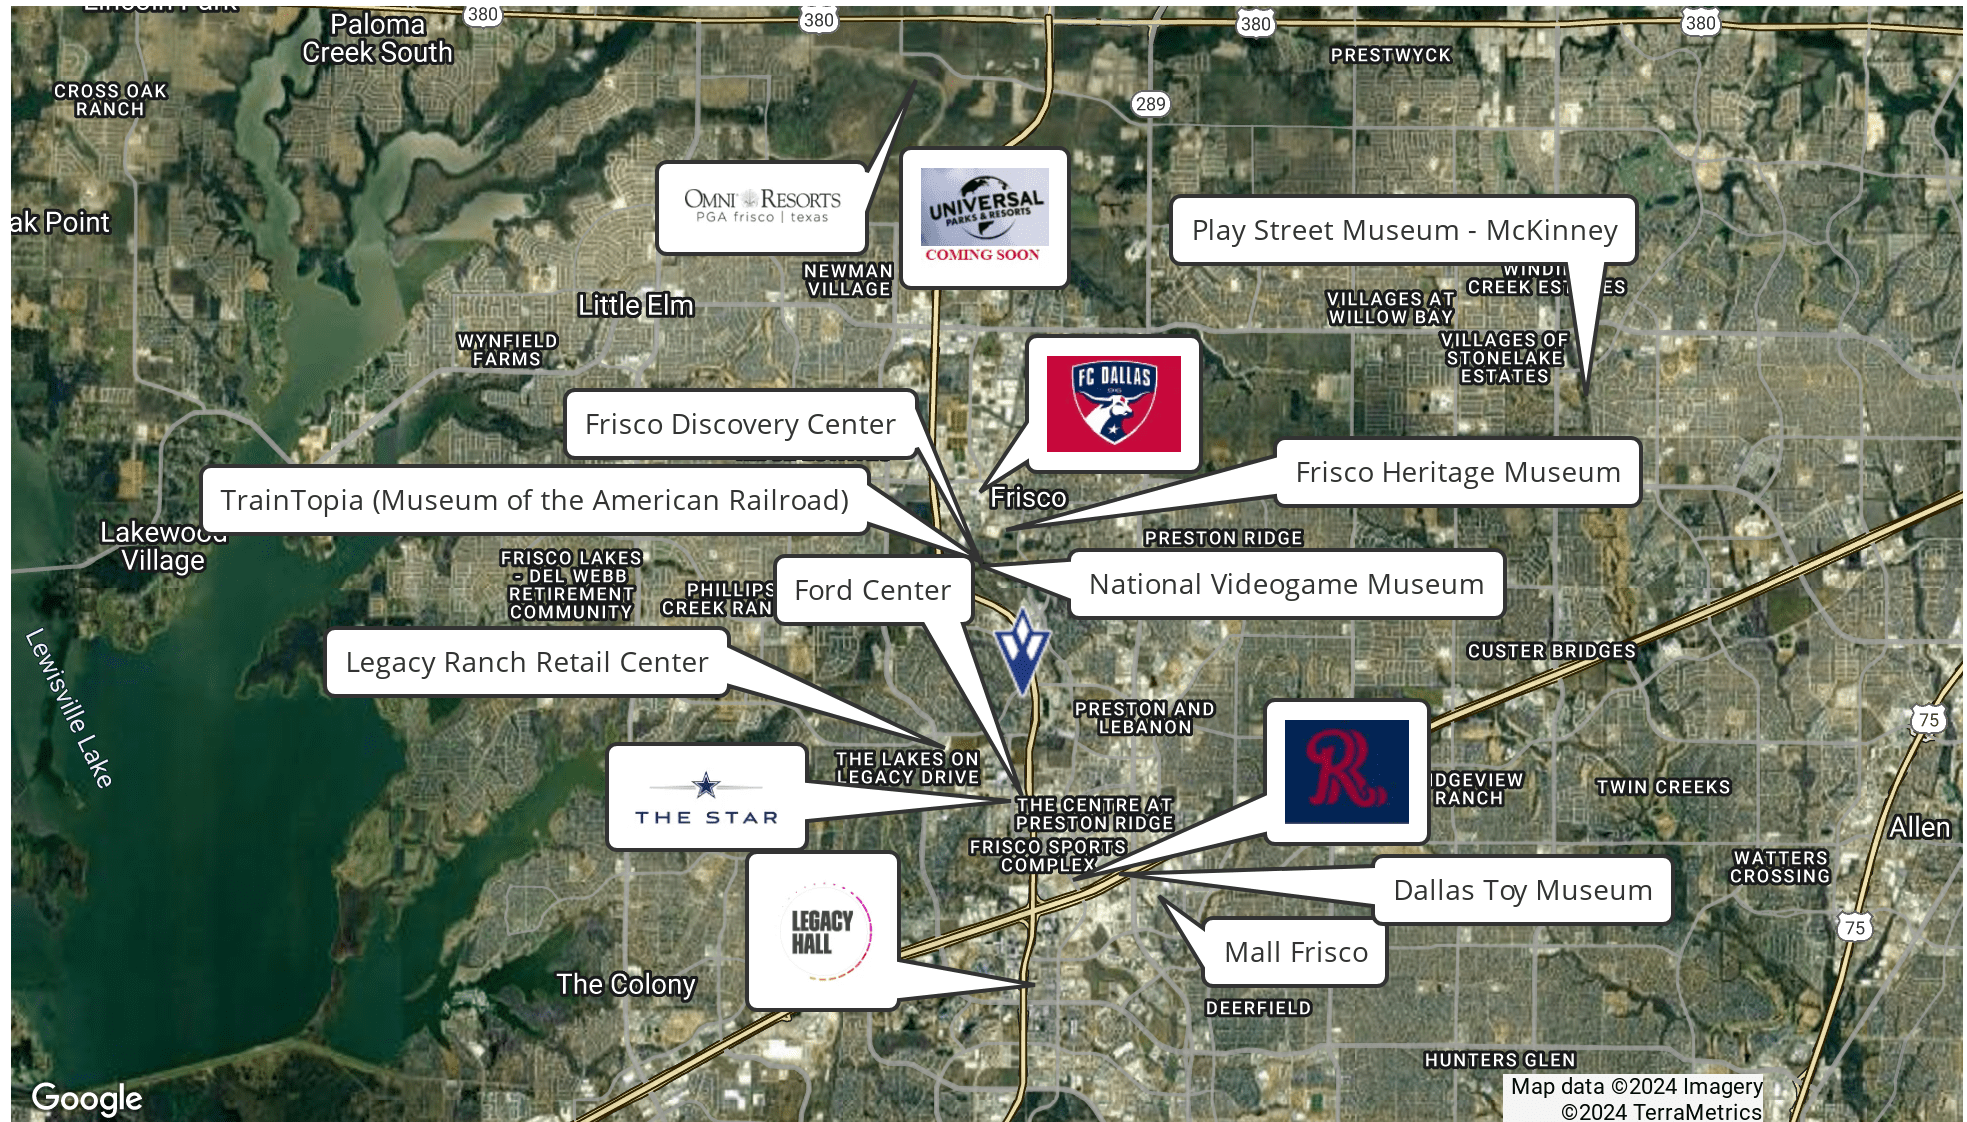 Paloma
Creek South
380
380
380
380
PRESTWYCK
CROSS OAK
RANCH
289
OMNI RESORTS
PGA frisco | texas
UNIVERSAL
PARKS & RESORTS
COMING SOON
ak Point
Play Street Museum - McKinney
NEWMAN
VILLAGE
CREEK
VILLAGES AT
WILLOW BAY
Little Elm
WYNFIELD
FARMS
VILLAGES OF
STONELAKE
ESTATES
FC DALLAS
Frisco Discovery Center
Frisco Heritage Museum
TrainTopia (Museum of the American Railroad)
Frisco
Lakewood
Village
PRESTON RIDGE
FRISCO LAKES
- DEL WEBB
RETIREMENT
COMMUNITY
PHILLIPS
CREEK RAN
Ford Center
National Videogame Museum
Lewisville Lake
Legacy Ranch Retail Center
CUSTER BRIDGES
PRESTON AND
LEBANON
75
THE LAKES ON
LEGACY DRIVE
THE STAR
R
IDGEVIEW
RANCH
TWIN CREEKS
THE CENTRE AT
PRESTON RIDGE
Allen
FRISCO SPORTS
COMPLEX
WATTERS
CROSSING
Dallas Toy Museum
LEGACY
HALL
75
Mall Frisco
The Colony
DEERFIELD
HUNTERS GLEN
Google
Map data ©2024 Imagery
©2024 TerraMetrics